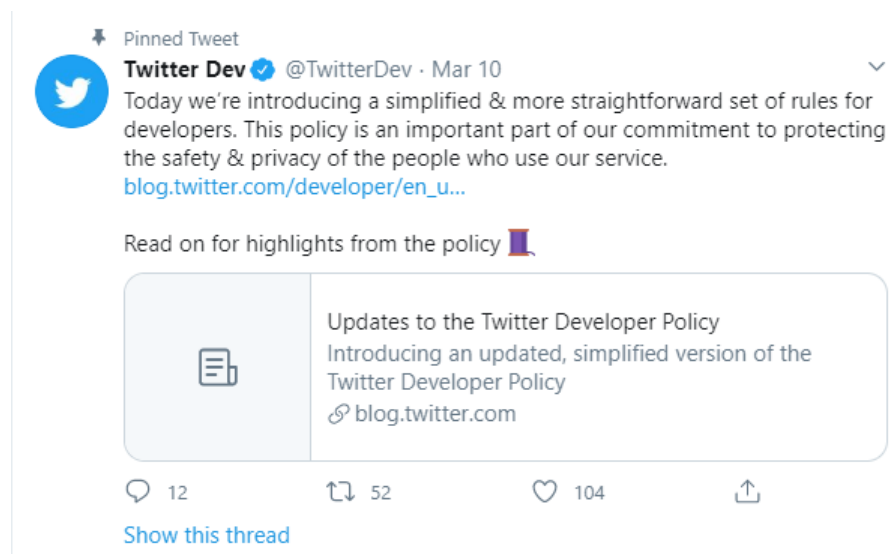 Pinned Tweet
Twitter Dev @TwitterDev · Mar 10
Today we're introducing a simplified & more straightforward set of rules for
developers. This policy is an important part of our commitment to protecting
the safety & privacy of the people who use our service.
blog.twitter.com/developer/en_u...
Read on for highlights from the policy 🧵
Updates to the Twitter Developer Policy
Introducing an updated, simplified version of the
Twitter Developer Policy
blog.twitter.com
12 52 104
Show this thread